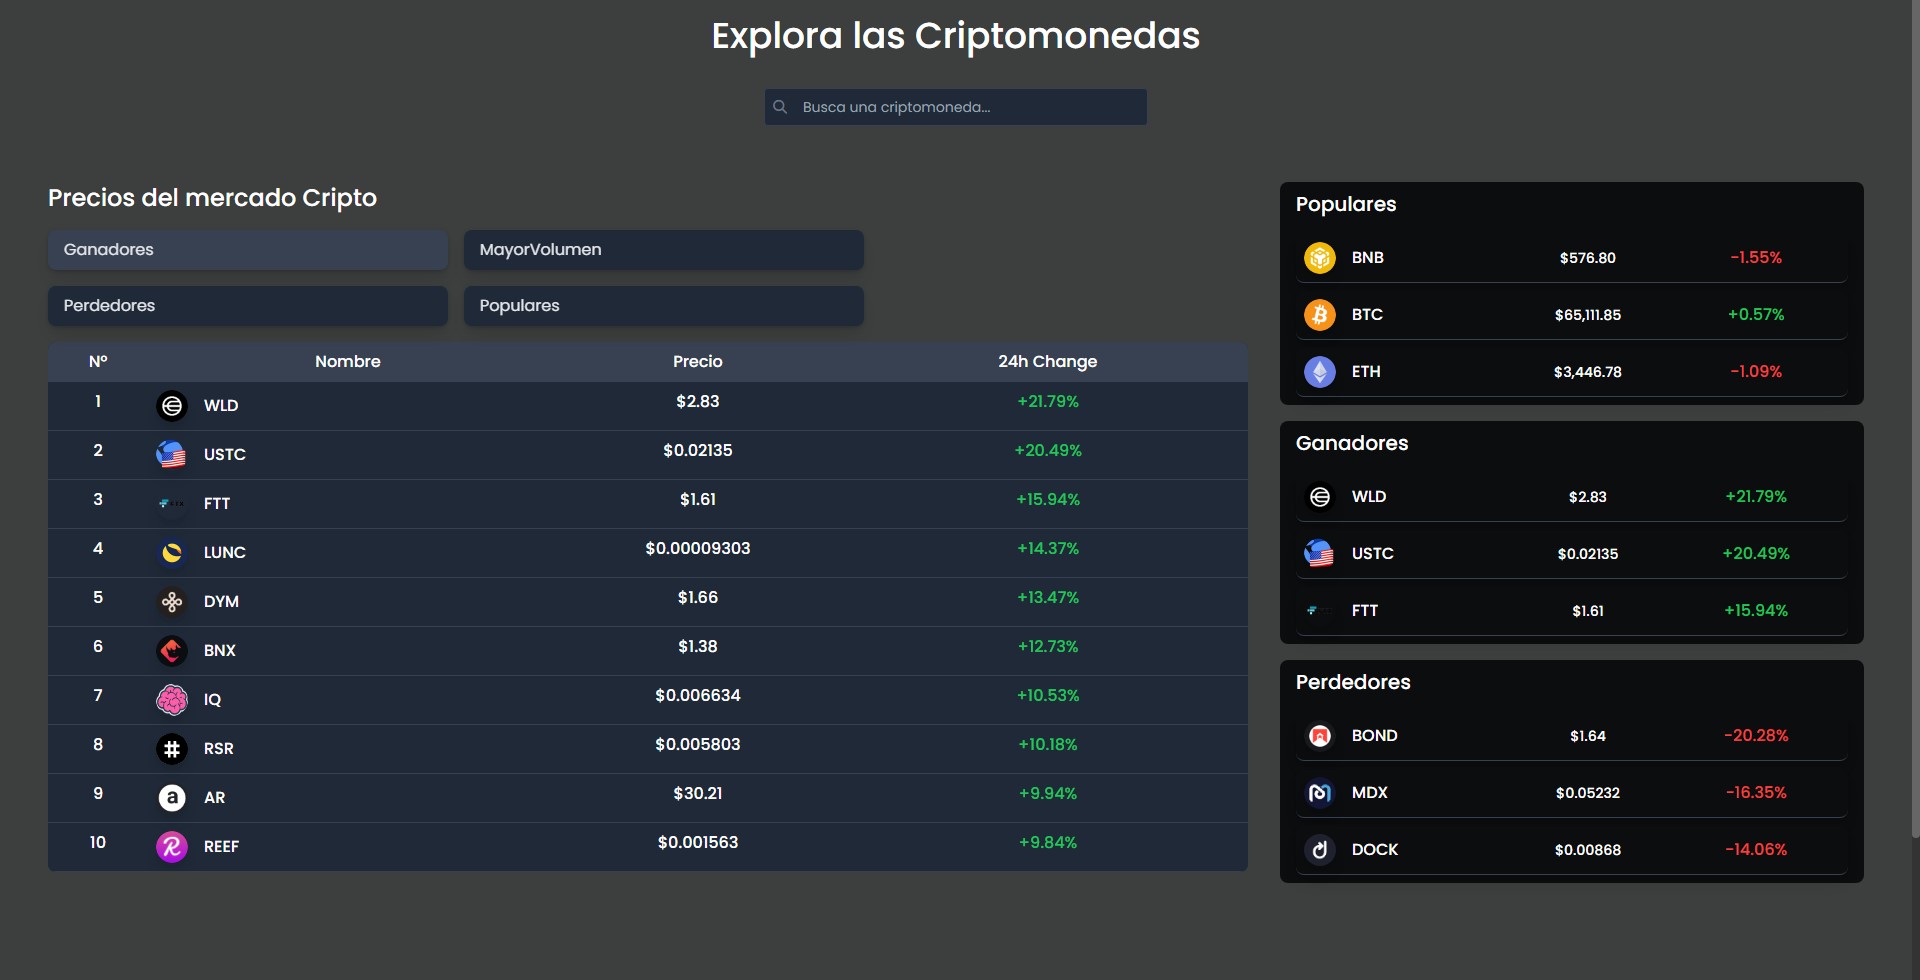 Explora las Criptomonedas
Busca una criptomoneda...
Precios del mercado Cripto
Ganadores
MayorVolumen
Perdedores
Populares
Nº Nombre Precio 24h Change
1 WLD $2.83 +21.79%
2 USTC $0.02135 +20.49%
3 FTT $1.61 +15.94%
4 LUNC $0.00009303 +14.37%
5 DYM $1.66 +13.47%
6 BNX $1.38 +12.73%
7 IQ $0.006634 +10.53%
8 RSR $0.005803 +10.18%
9 AR $30.21 +9.94%
10 REEF $0.001563 +9.84%
Populares
BNB $576.80 -1.55%
BTC $65,111.85 +0.57%
ETH $3,446.78 -1.09%
Ganadores
WLD $2.83 +21.79%
USTC $0.02135 +20.49%
FTT $1.61 +15.94%
Perdedores
BOND $1.64 -20.28%
MDX $0.05232 -16.35%
DOCK $0.00868 -14.06%